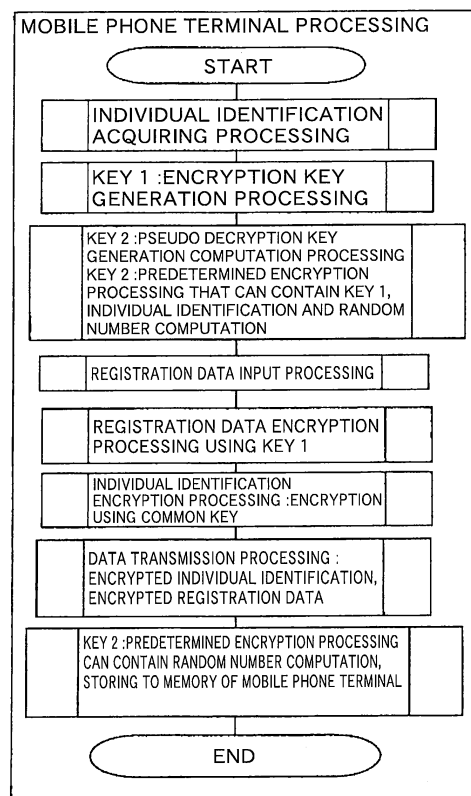 MOBILE PHONE TERMINAL PROCESSING
START
INDIVIDUAL IDENTIFICATION
ACQUIRING PROCESSING
KEY 1 :ENCRYPTION KEY
GENERATION PROCESSING
KEY 2 :PSEUDO DECRYPTION KEY
GENERATION COMPUTATION PROCESSING
KEY 2 :PREDETERMINED ENCRYPTION
PROCESSING THAT CAN CONTAIN KEY 1,
INDIVIDUAL IDENTIFICATION AND RANDOM
NUMBER COMPUTATION
REGISTRATION DATA INPUT PROCESSING
REGISTRATION DATA ENCRYPTION
PROCESSING USING KEY 1
INDIVIDUAL IDENTIFICATION
ENCRYPTION PROCESSING :ENCRYPTION
USING COMMON KEY
DATA TRANSMISSION PROCESSING :
ENCRYPTED INDIVIDUAL IDENTIFICATION,
ENCRYPTED REGISTRATION DATA
KEY 2 :PREDETERMINED ENCRYPTION PROCESSING
CAN CONTAIN RANDOM NUMBER COMPUTATION,
STORING TO MEMORY OF MOBILE PHONE TERMINAL
END